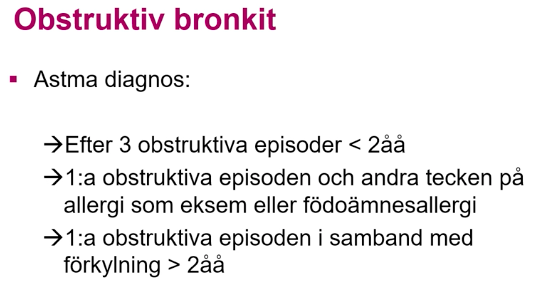 Obstruktiv bronkit
▪ Astma diagnos:
→Efter 3 obstruktiva episoder < 2åå
→1:a obstruktiva episoden och andra tecken på
allergi som eksem eller födoämnesallergi
→1:a obstruktiva episoden i samband med
förkylning > 2åå